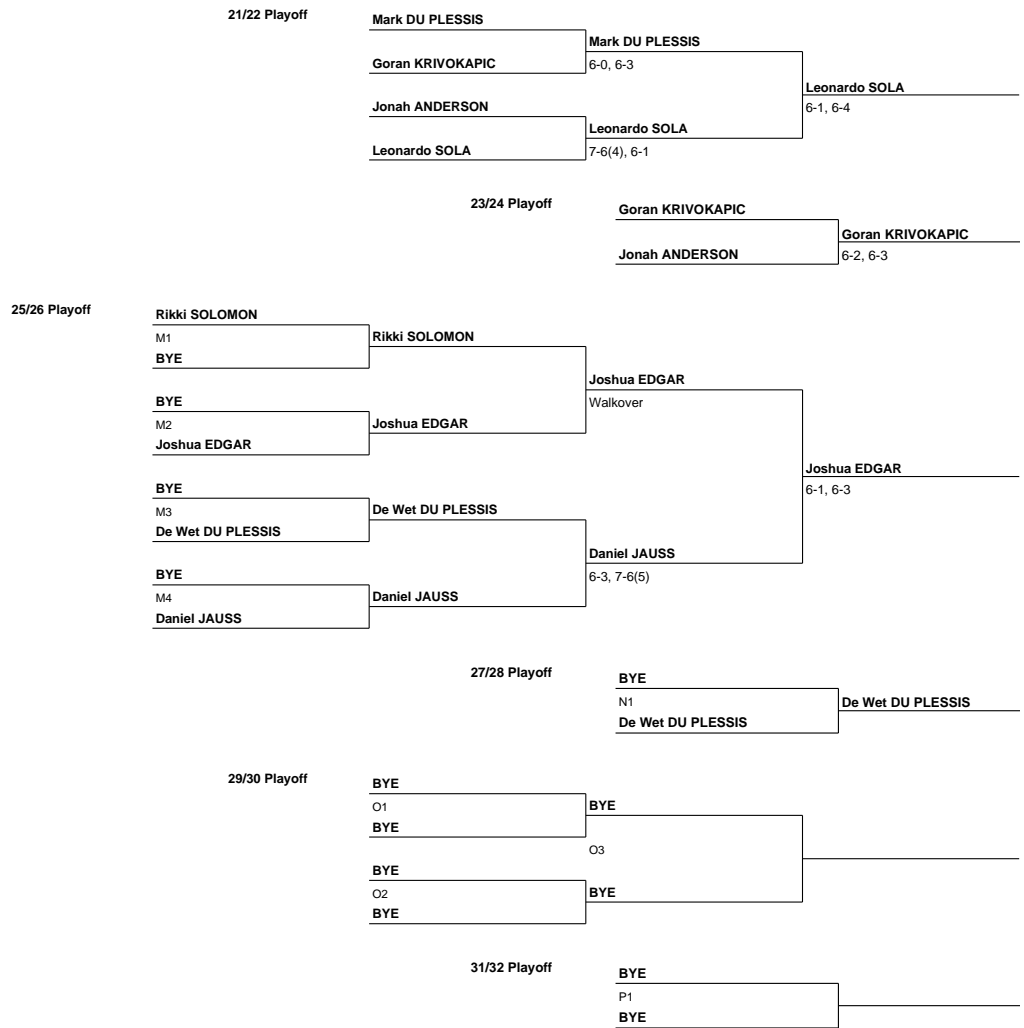 21/22 Playoff
Mark DU PLESSIS
Mark DU PLESSIS
Goran KRIVOKAPIC
6-0, 6-3
Leonardo SOLA
Jonah ANDERSON
6-1, 6-4
Leonardo SOLA
Leonardo SOLA
7-6(4), 6-1
23/24 Playoff
Goran KRIVOKAPIC
Goran KRIVOKAPIC
Jonah ANDERSON
6-2, 6-3
25/26 Playoff
Rikki SOLOMON
M1
Rikki SOLOMON
BYE
Joshua EDGAR
BYE
Walkover
M2
Joshua EDGAR
Joshua EDGAR
Joshua EDGAR
BYE
6-1, 6-3
M3
De Wet DU PLESSIS
De Wet DU PLESSIS
Daniel JAUSS
BYE
6-3, 7-6(5)
M4
Daniel JAUSS
Daniel JAUSS
27/28 Playoff
BYE
N1
De Wet DU PLESSIS
De Wet DU PLESSIS
29/30 Playoff
BYE
O1
BYE
BYE
O3
BYE
O2
BYE
BYE
31/32 Playoff
BYE
P1
BYE